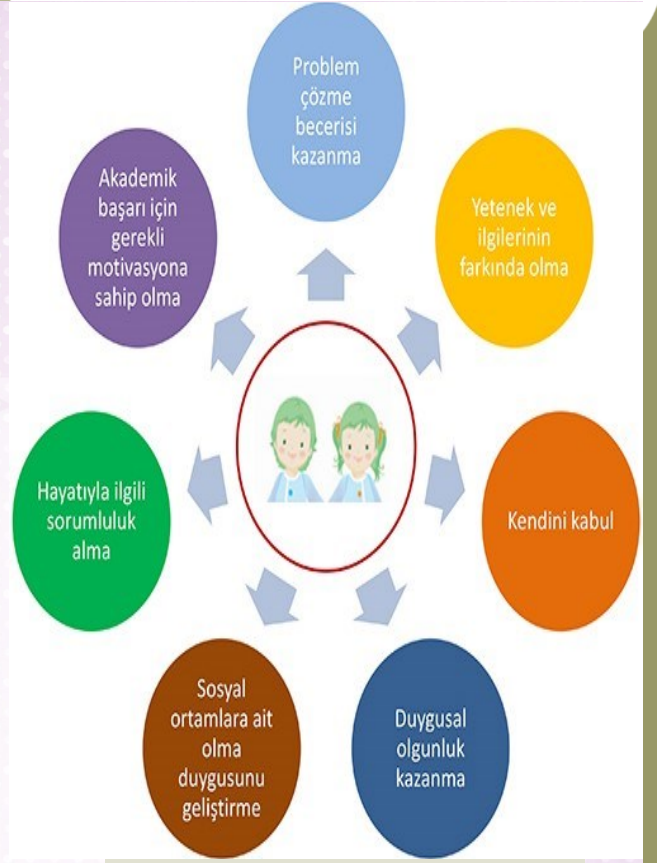 Problem
çözme
becerisi
kazanma
Yetenek ve
ilgilerinin
farkında olma
Kendini kabul
Duygusal
olgunluk
kazanma
Sosyal
ortamlara ait
olma
duygusunu
geliştirme
Hayatıyla ilgili
sorumluluk
alma
Akademik
başarı için
gerekli
motivasyona
sahip olma